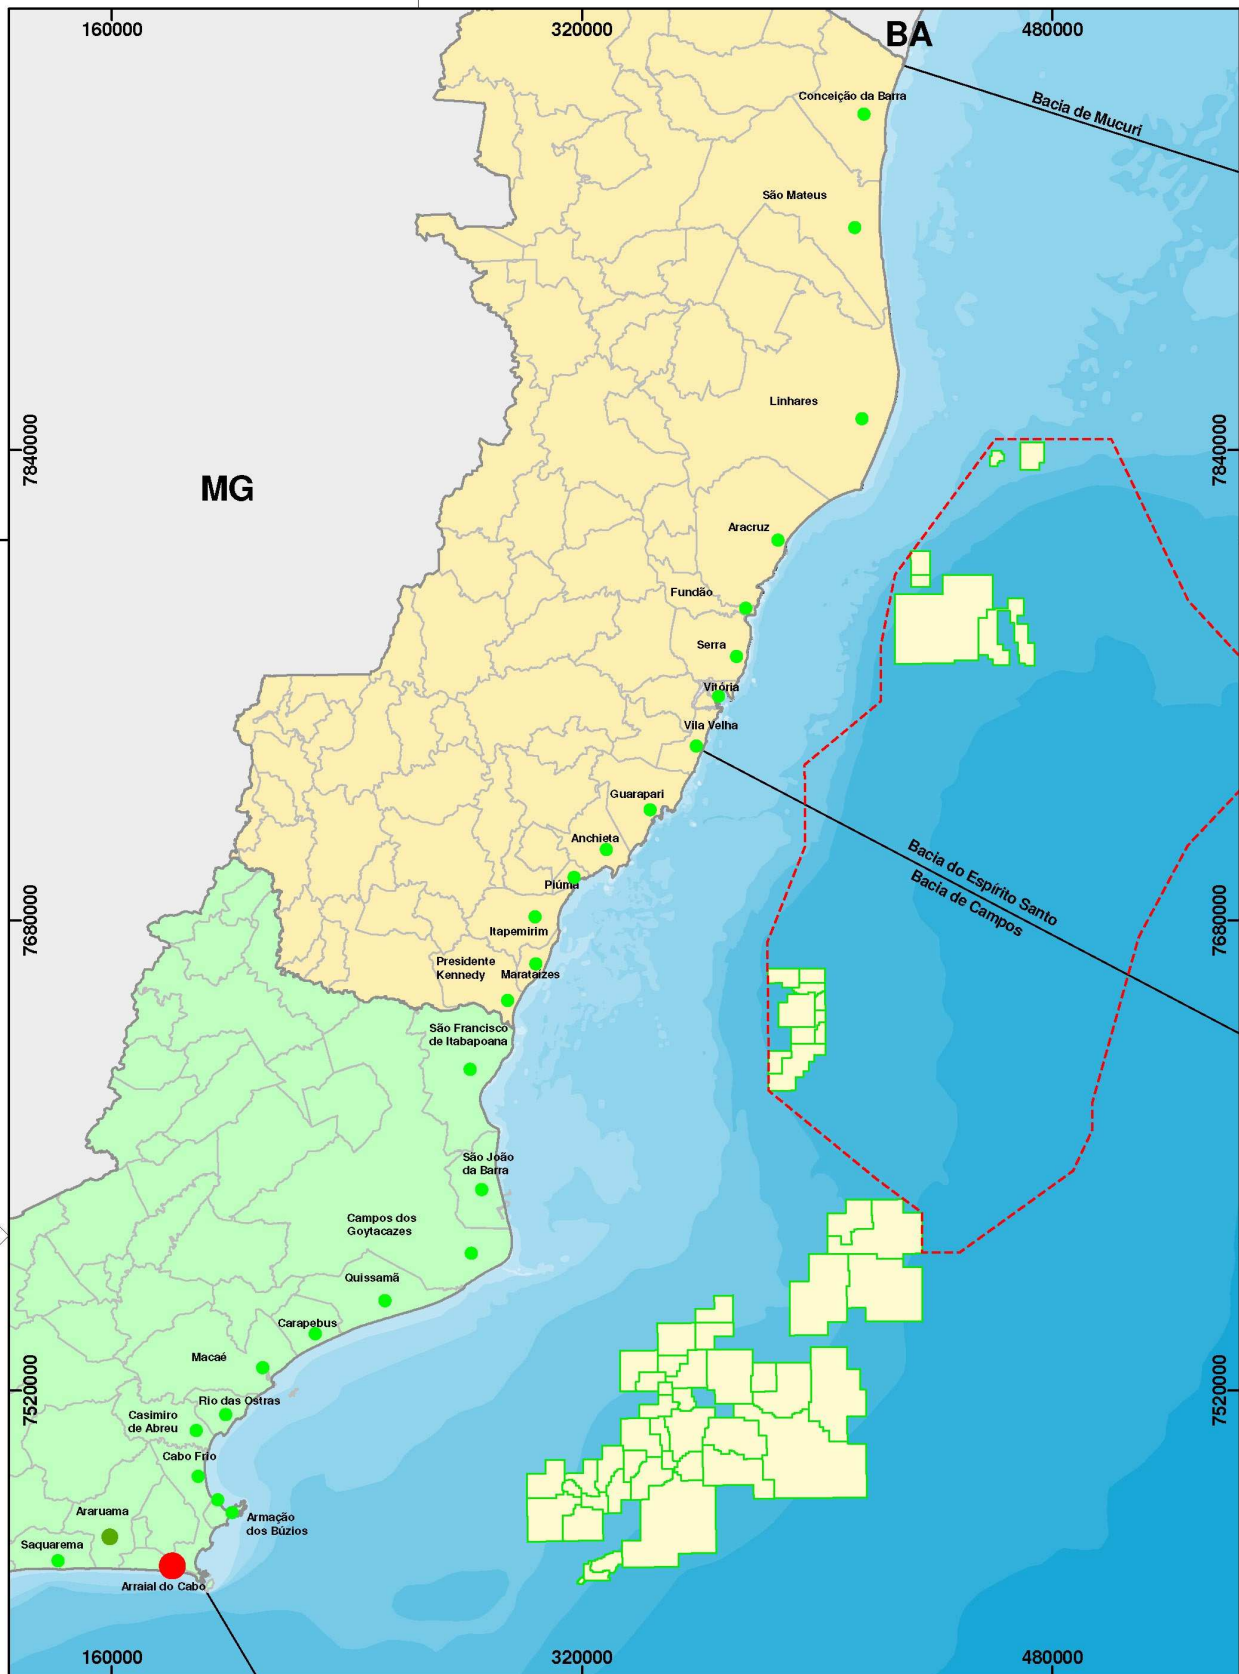 160000
320000
BA
480000
Conceição da Barra
Bacia de Mucuri
São Mateus
Linhares
7840000
7840000
MG
Aracruz
Fundão
Serra
Vitória
Vila Velha
Guarapari
Anchieta
Piúma
Bacia do Espírito Santo
Bacia de Campos
7680000
7680000
Itapemirim
Presidente
Kennedy
Marataízes
São Francisco
de Itabapoana
São João
da Barra
Campos dos
Goytacazes
Quissamã
Carapebus
Macaé
7520000
7520000
Rio das Ostras
Casimiro
de Abreu
Cabo Frio
Araruama
Armação
dos Búzios
Saquarema
Arraial do Cabo
160000
320000
480000